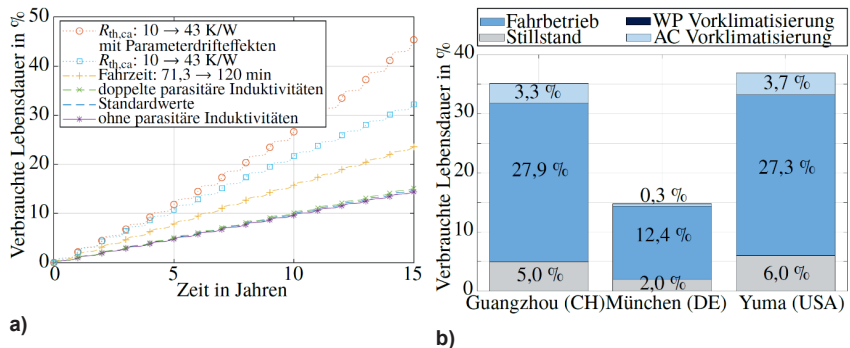 R_th,ca: 10 → 43 K/W
mit Parameterdrifteffekten
R_th,ca: 10 → 43 K/W
Fahrzeit: 71,3 → 120 min
doppelte parasitäre Induktivitäten
Standardwerte
ohne parasitäre Induktivitäten
Verbrauchte Lebensdauer in %
50
40
30
20
10
0
0 5 10 15
Zeit in Jahren
a)
Fahrbetrieb WP Vorklimatisierung
Stillstand AC Vorklimatisierung
Verbrauchte Lebensdauer in %
40
30
20
10
0
3,3 % 3,7 %
27,9 % 27,3 %
0,3 %
12,4 %
5,0 % 2,0 % 6,0 %
Guangzhou (CH) München (DE) Yuma (USA)
b)